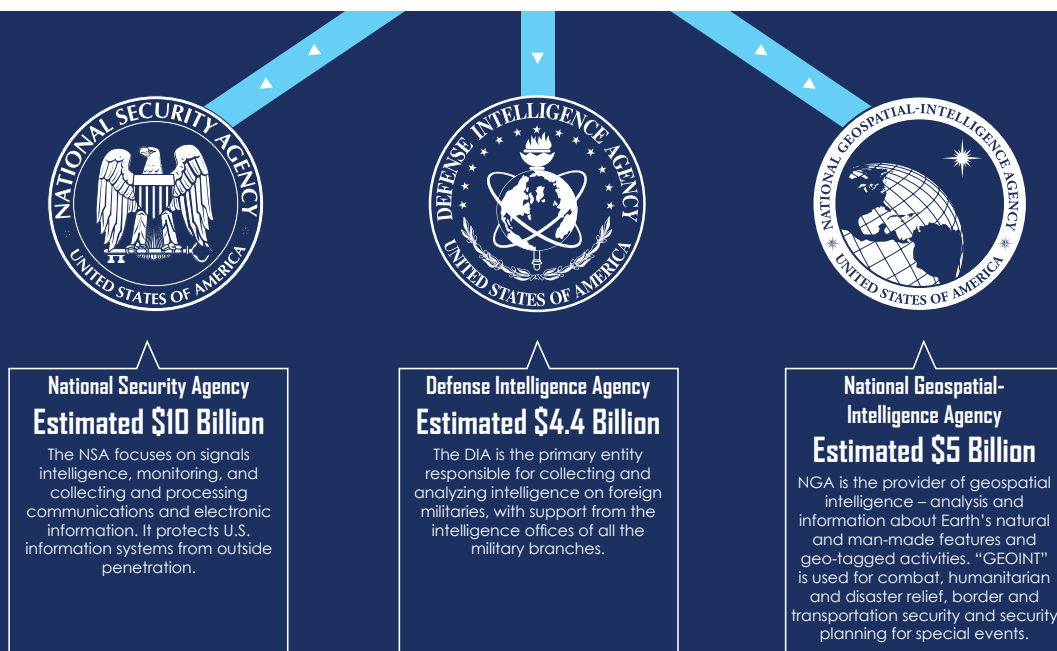 NATIONAL SECURITY AGENCY
UNITED STATES OF AMERICA
DEFENSE INTELLIGENCE AGENCY
UNITED STATES OF AMERICA
NATIONAL GEOSPATIAL-INTELLIGENCE AGENCY
UNITED STATES OF AMERICA
National Security Agency
Estimated $10 Billion
The NSA focuses on signals
intelligence, monitoring, and
collecting and processing
communications and electronic
information. It protects U.S.
information systems from outside
penetration.
Defense Intelligence Agency
Estimated $4.4 Billion
The DIA is the primary entity
responsible for collecting and
analyzing intelligence on foreign
militaries, with support from the
intelligence offices of all the
military branches.
National Geospatial-
Intelligence Agency
Estimated $5 Billion
NGA is the provider of geospatial
intelligence – analysis and
information about Earth’s natural
and man-made features and
geo-tagged activities. “GEOINT”
is used for combat, humanitarian
and disaster relief, border and
transportation security and security
planning for special events.